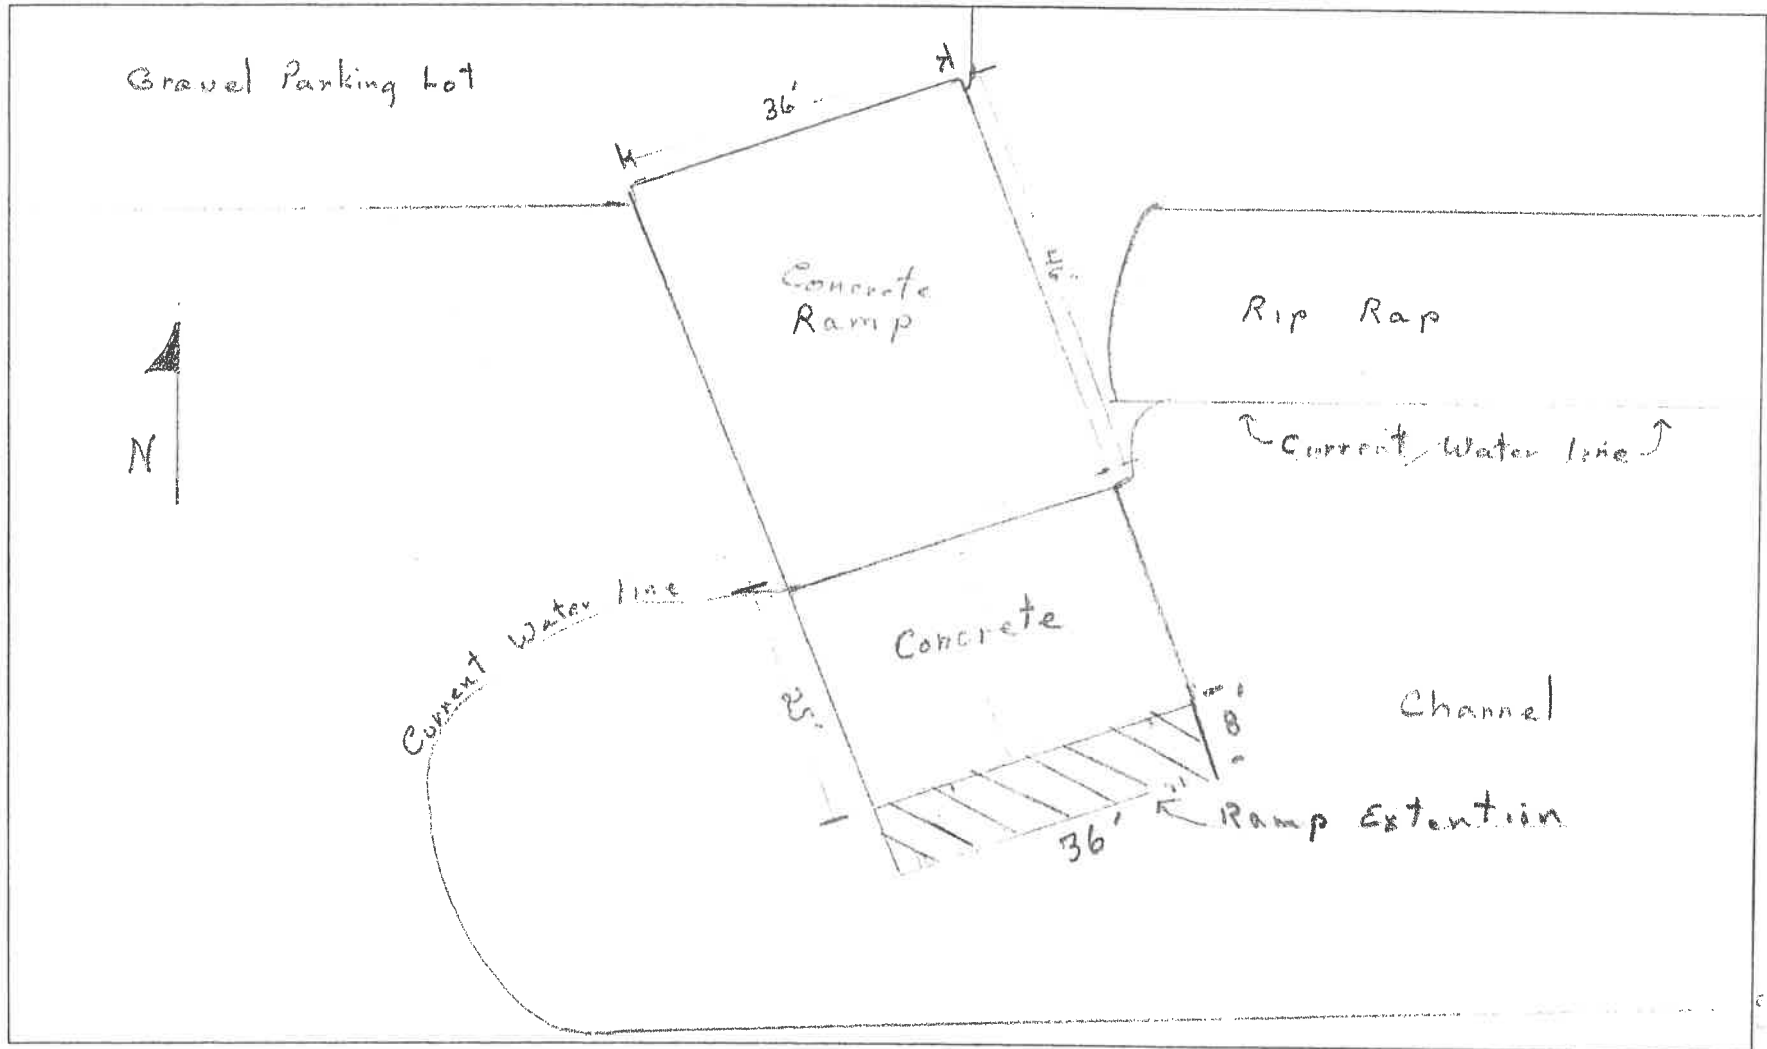 Gravel Parking Lot
36'
Concrete
Ramp
Rip Rap
N
Current Water line
Current Water line
Concrete
25'
8'
Channel
Ramp Extention
36'